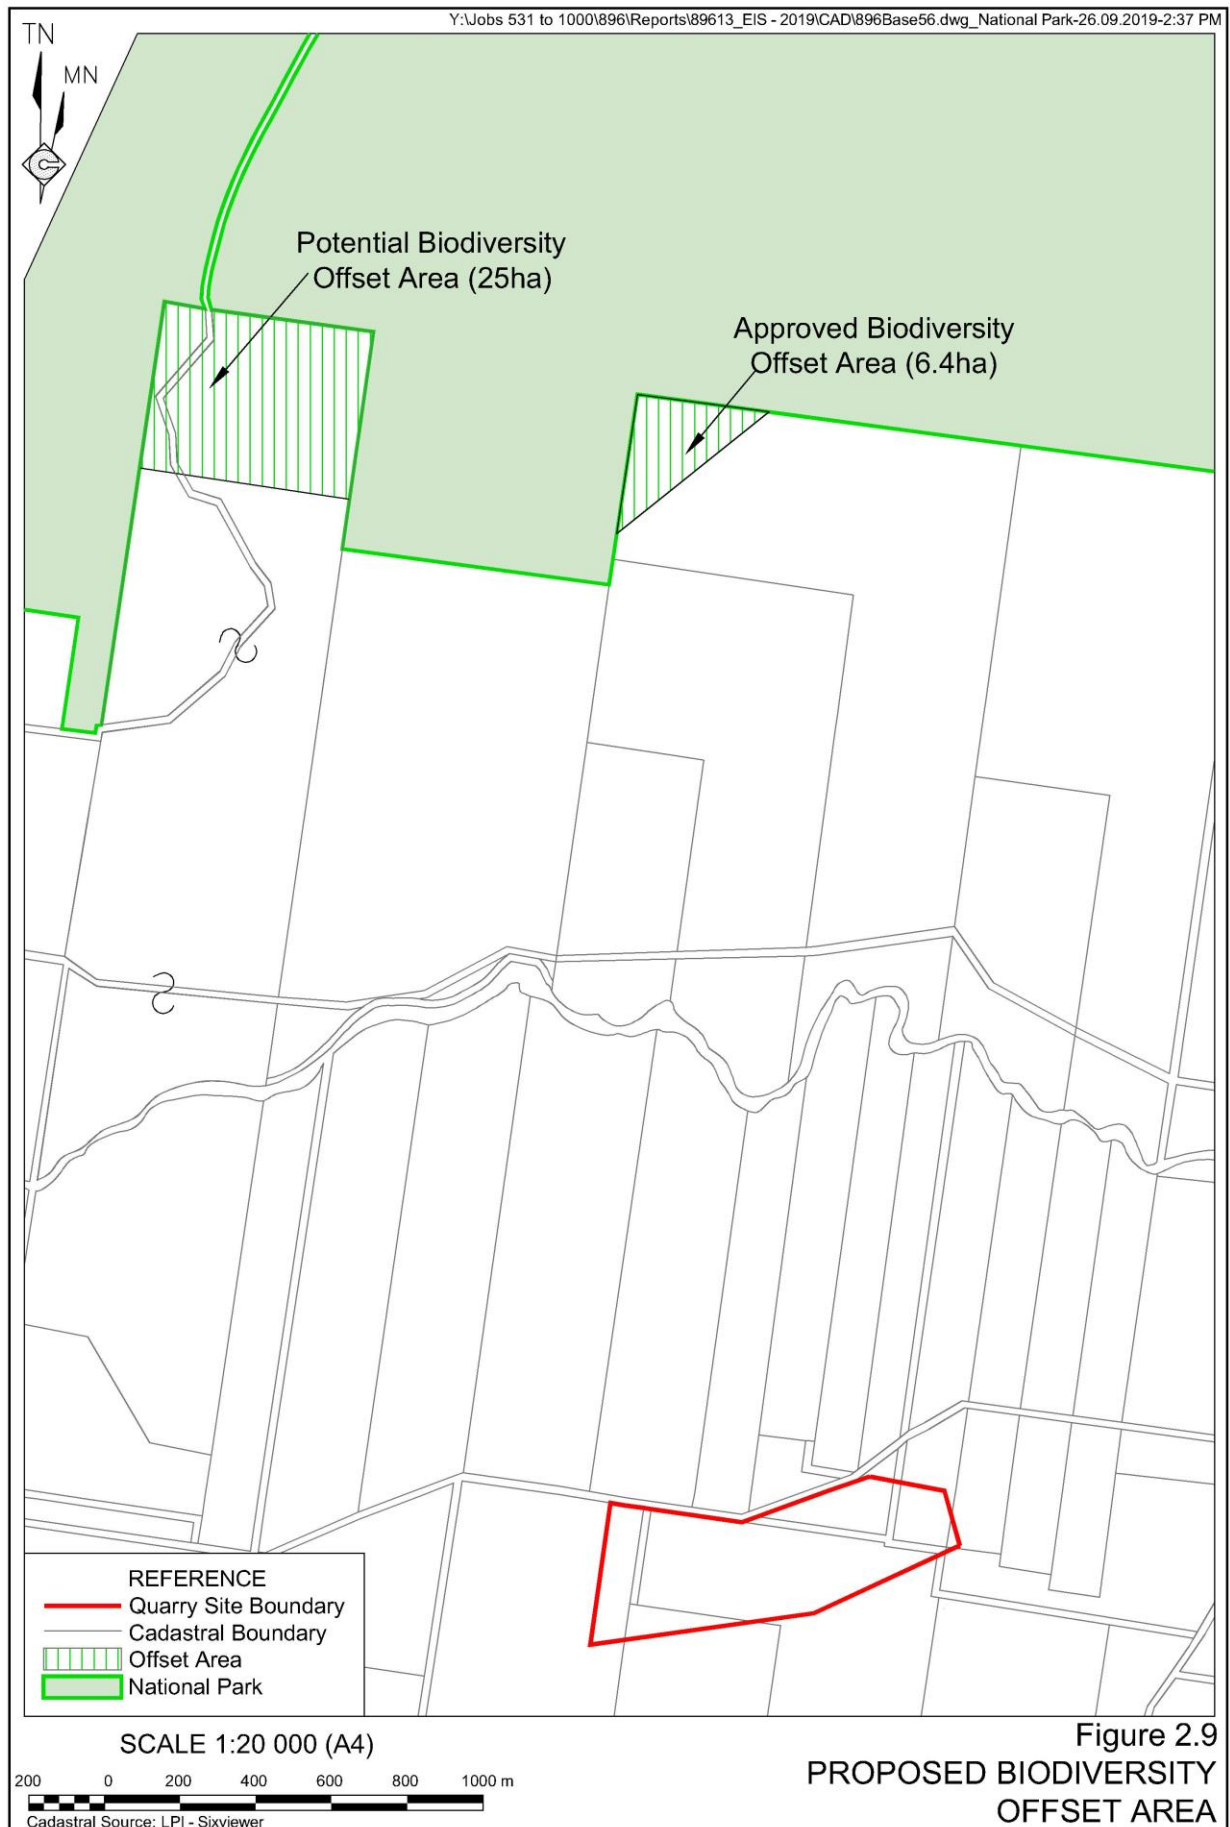 Y:\Jobs 531 to 1000\896\Reports\89613_EIS - 2019\CAD\896Base56.dwg_National Park-26.09.2019-2:37 PM
TN
MN
Potential Biodiversity
Offset Area (25ha)
Approved Biodiversity
Offset Area (6.4ha)
REFERENCE
Quarry Site Boundary
Cadastral Boundary
Offset Area
National Park
SCALE 1:20 000 (A4)
200 0 200 400 600 800 1000 m
Cadastral Source: LPI - Sixviewer
Figure 2.9
PROPOSED BIODIVERSITY
OFFSET AREA